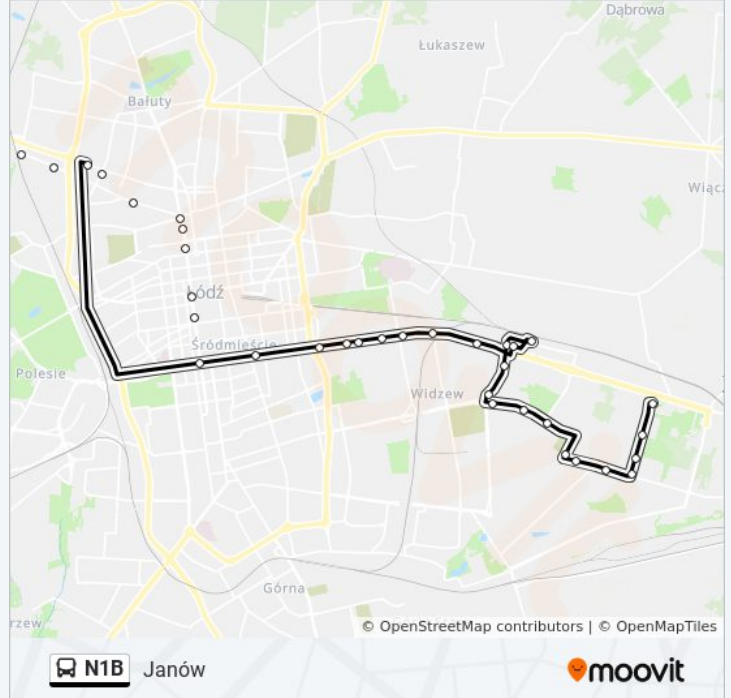 Dąbrowa
Łukaszew
Bałuty
Wiącz
Łódź
Śródmieście
Polesie
Widzew
Górna
rzew
© OpenStreetMap contributors | © OpenMapTiles
N1B Janów
moovit